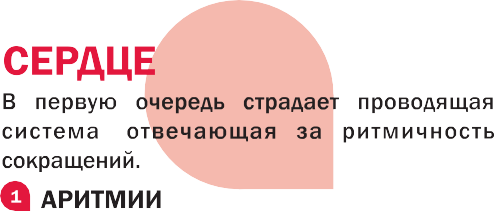 СЕРДЦЕ
В первую очередь страдает проводящая
система отвечающая за ритмичность
сокращений.
1 АРИТМИИ